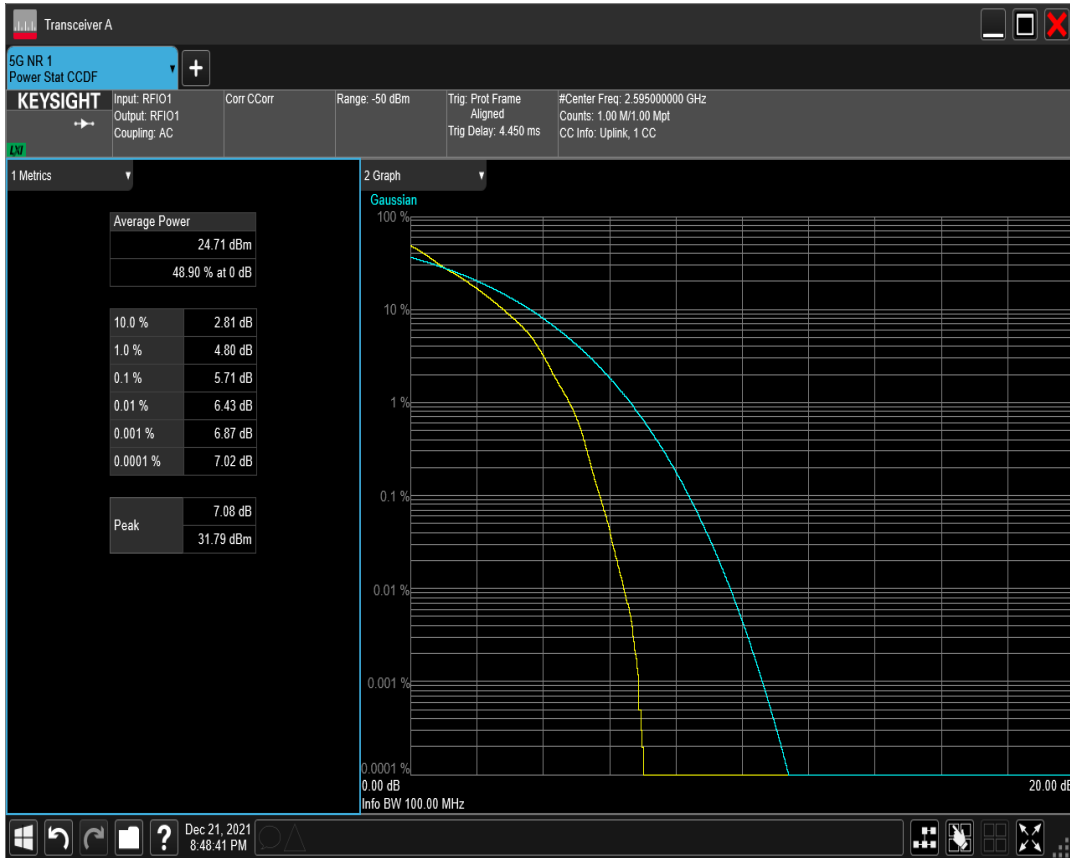 Transceiver A
5G NR 1
Power Stat CCDF
+
KEYSIGHT
LXI
Input: RFIO1
Output: RFIO1
Coupling: AC
Corr CCorr
Range: -50 dBm
Trig: Prot Frame
Aligned
Trig Delay: 4.450 ms
#Center Freq: 2.595000000 GHz
Counts: 1.00 M/1.00 Mpt
CC Info: Uplink, 1 CC
1 Metrics
Average Power
24.71 dBm
48.90 % at 0 dB
10.0 % 2.81 dB
1.0 % 4.80 dB
0.1 % 5.71 dB
0.01 % 6.43 dB
0.001 % 6.87 dB
0.0001 % 7.02 dB
Peak 7.08 dB
31.79 dBm
2 Graph
Gaussian
100 %
10 %
1 %
0.1 %
0.01 %
0.001 %
0.0001 %
0.00 dB 20.00 dB
Info BW 100.00 MHz
?
Dec 21, 2021
8:48:41 PM